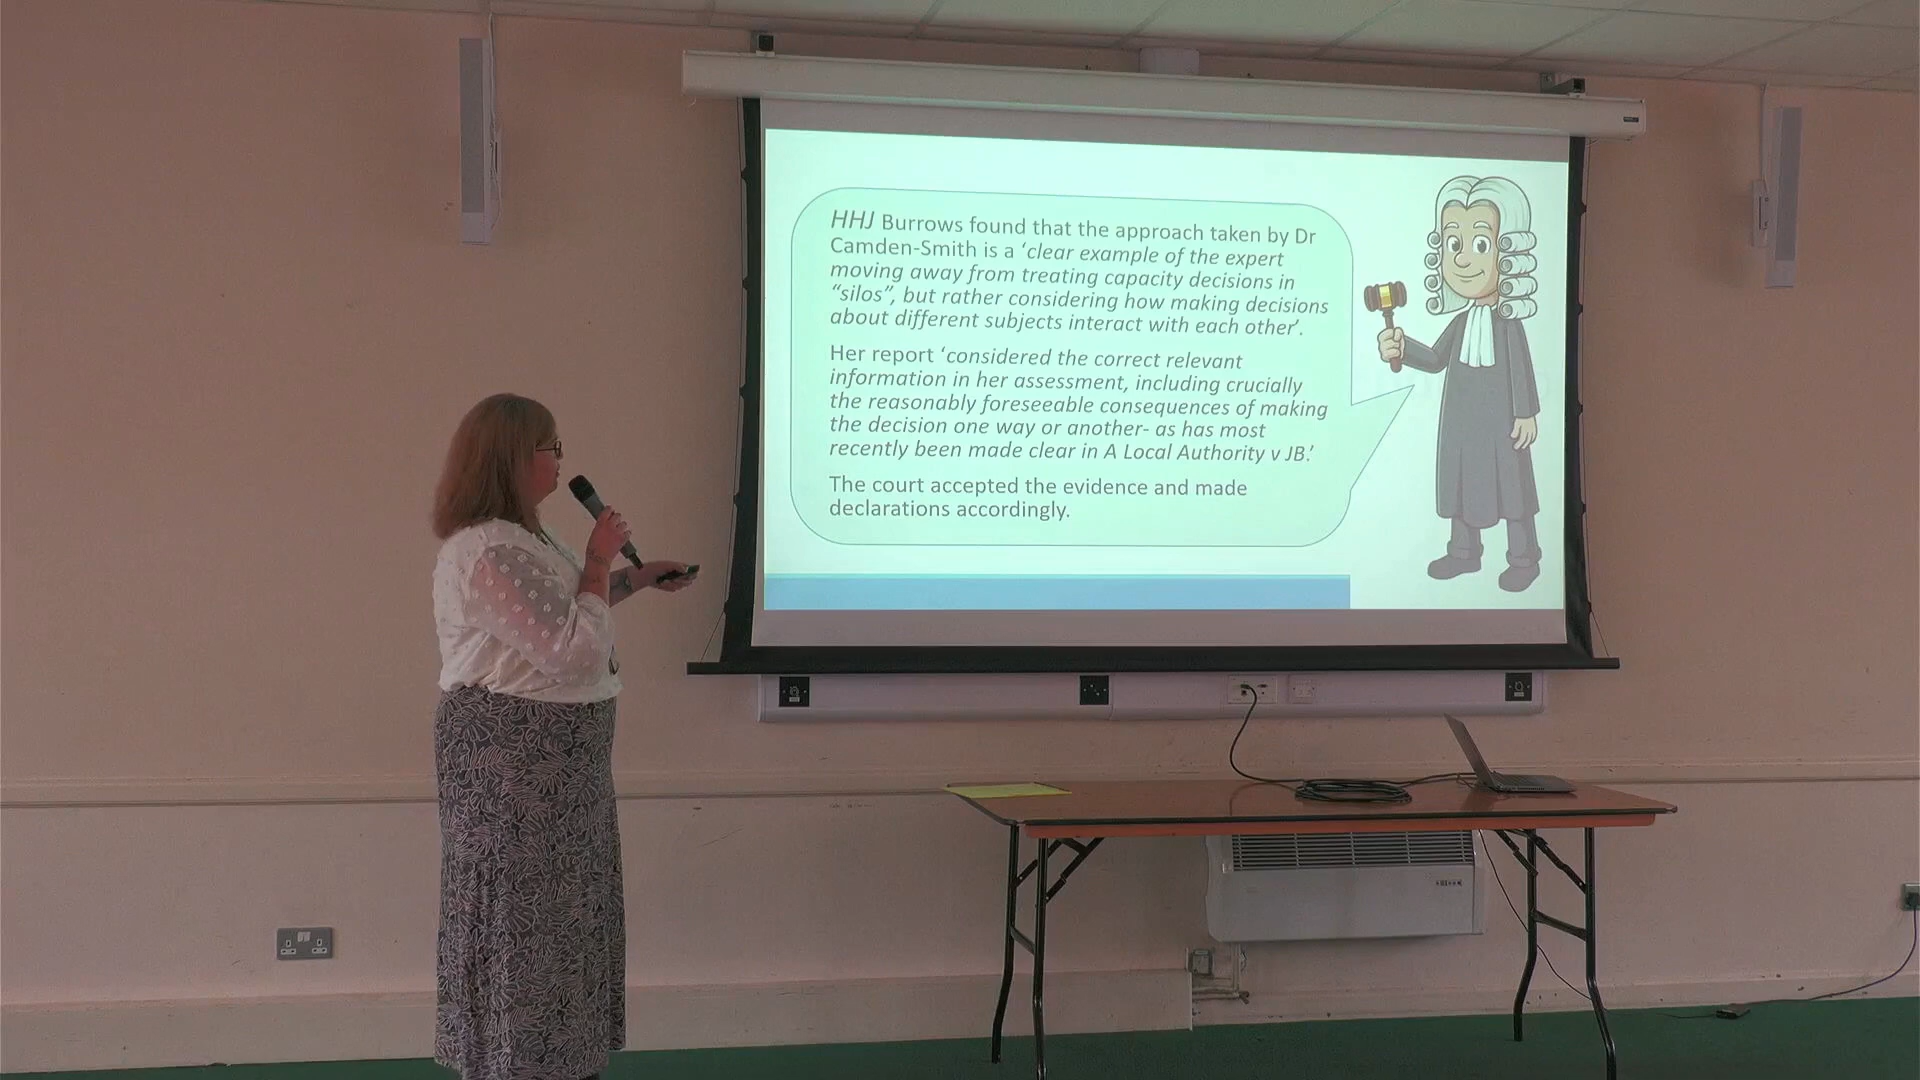 HHJ Burrows found that the approach taken by Dr
Camden-Smith is a ‘clear example of the expert
moving away from treating capacity decisions in
“silos”, but rather considering how making decisions
about different subjects interact with each other’.
Her report ‘considered the correct relevant
information in her assessment, including crucially
the reasonably foreseeable consequences of making
the decision one way or another- as has most
recently been made clear in A Local Authority v JB.’
The court accepted the evidence and made
declarations accordingly.